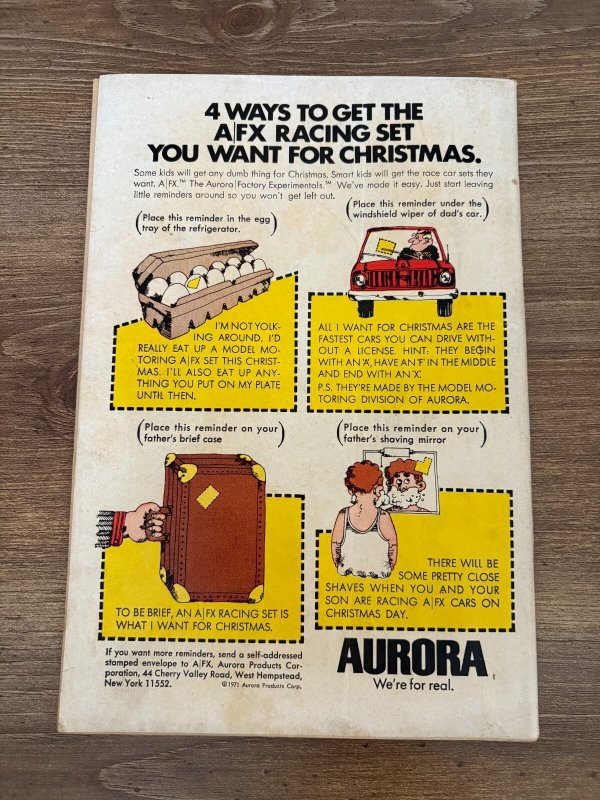 4 WAYS TO GET THE
A|FX RACING SET
YOU WANT FOR CHRISTMAS.
Some kids will get any dumb thing for Christmas. Smart kids will get the race car sets they
want. A|FX.™ The Aurora|Factory Experimentals.™ We've made it easy. Just start leaving
little reminders around so you won't get left out.
(Place this reminder in the egg
tray of the refrigerator.)
(Place this reminder under the
windshield wiper of dad's car.)
I'M NOT YOLK-
ING AROUND. I'D
REALLY EAT UP A MODEL MO-
TORING A|FX SET THIS CHRIST-
MAS. I'LL ALSO EAT UP ANY-
THING YOU PUT ON MY PLATE
UNTIL THEN.
ALL I WANT FOR CHRISTMAS ARE THE
FASTEST CARS YOU CAN DRIVE WITH-
OUT A LICENSE. HINT: THEY BEGIN
WITH AN 'A', HAVE AN 'F' IN THE MIDDLE
AND END WITH AN 'X'.
P.S. THEY'RE MADE BY THE MODEL MO-
TORING DIVISION OF AURORA.
(Place this reminder on your
father's brief case)
(Place this reminder on your
father's shaving mirror)
TO BE BRIEF, AN A|FX RACING SET IS
WHAT I WANT FOR CHRISTMAS.
THERE WILL BE
SOME PRETTY CLOSE
SHAVES WHEN YOU AND YOUR
SON ARE RACING A|FX CARS ON
CHRISTMAS DAY.
If you want more reminders, send a self-addressed
stamped envelope to A|FX, Aurora Products Cor-
poration, 44 Cherry Valley Road, West Hempstead,
New York 11552.
©1971 Aurora Products Corp.
AURORA
We're for real.